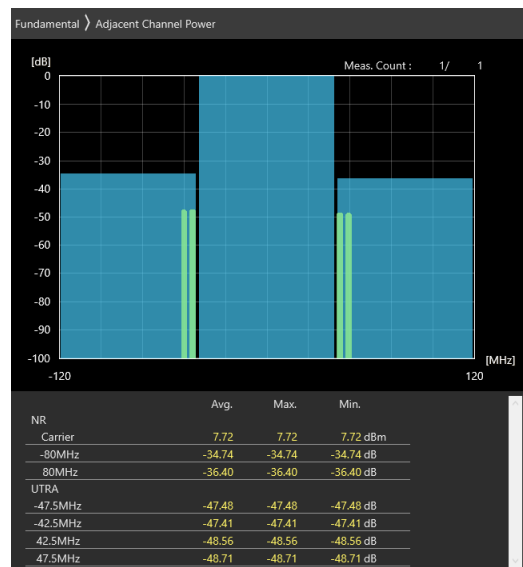 Fundamental 〉 Adjacent Channel Power
[dB]
Meas. Count : 1/ 1
0
-10
-20
-30
-40
-50
-60
-70
-80
-90
-100
[MHz]
-120 120
Avg. Max. Min.
NR
Carrier 7.72 7.72 7.72 dBm
-80MHz -34.74 -34.74 -34.74 dB
80MHz -36.40 -36.40 -36.40 dB
UTRA
-47.5MHz -47.48 -47.48 -47.48 dB
-42.5MHz -47.41 -47.41 -47.41 dB
42.5MHz -48.56 -48.56 -48.56 dB
47.5MHz -48.71 -48.71 -48.71 dB